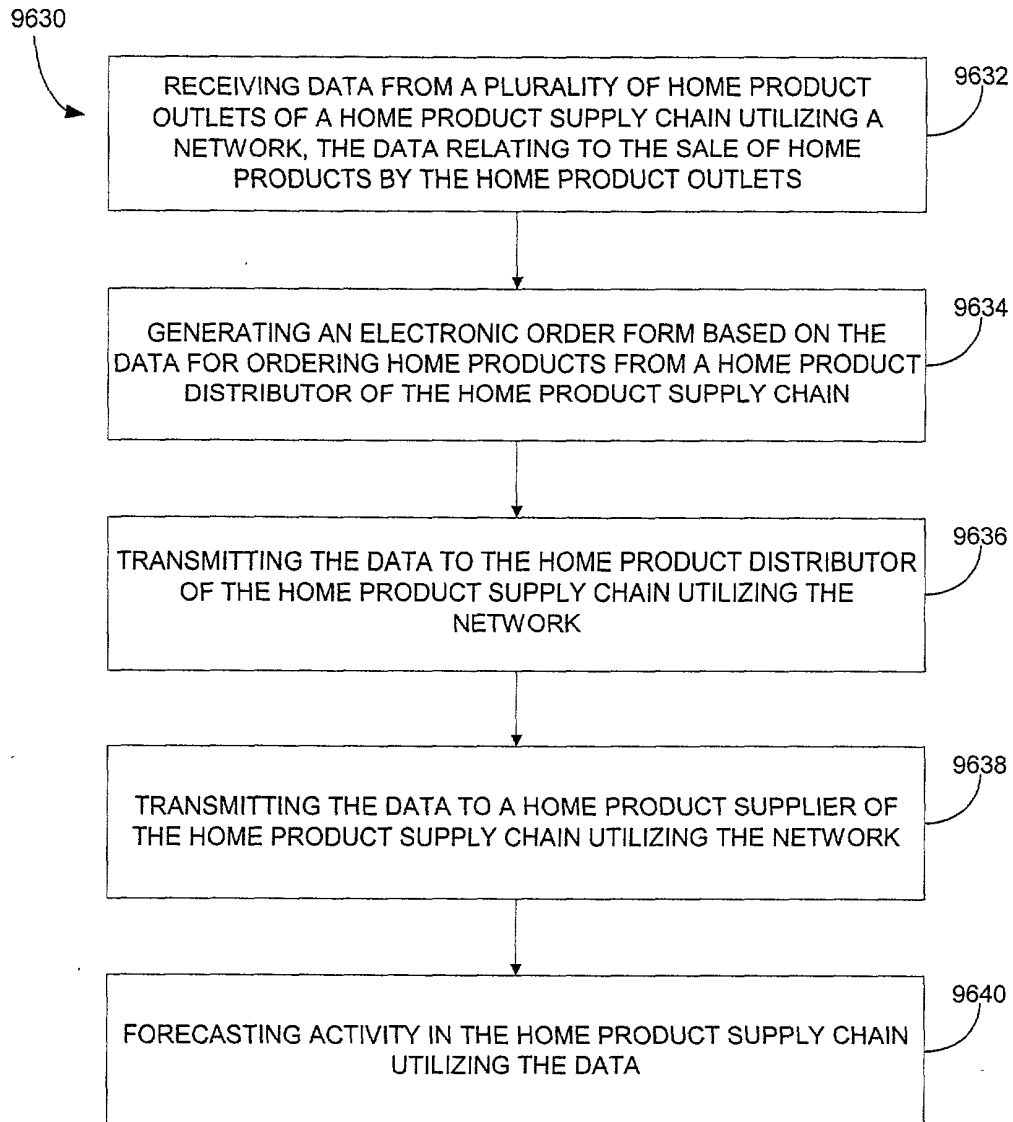 9630
RECEIVING DATA FROM A PLURALITY OF HOME PRODUCT
OUTLETS OF A HOME PRODUCT SUPPLY CHAIN UTILIZING A
NETWORK, THE DATA RELATING TO THE SALE OF HOME
PRODUCTS BY THE HOME PRODUCT OUTLETS
9632
GENERATING AN ELECTRONIC ORDER FORM BASED ON THE
DATA FOR ORDERING HOME PRODUCTS FROM A HOME PRODUCT
DISTRIBUTOR OF THE HOME PRODUCT SUPPLY CHAIN
9634
TRANSMITTING THE DATA TO THE HOME PRODUCT DISTRIBUTOR
OF THE HOME PRODUCT SUPPLY CHAIN UTILIZING THE
NETWORK
9636
TRANSMITTING THE DATA TO A HOME PRODUCT SUPPLIER OF
THE HOME PRODUCT SUPPLY CHAIN UTILIZING THE NETWORK
9638
FORECASTING ACTIVITY IN THE HOME PRODUCT SUPPLY CHAIN
UTILIZING THE DATA
9640